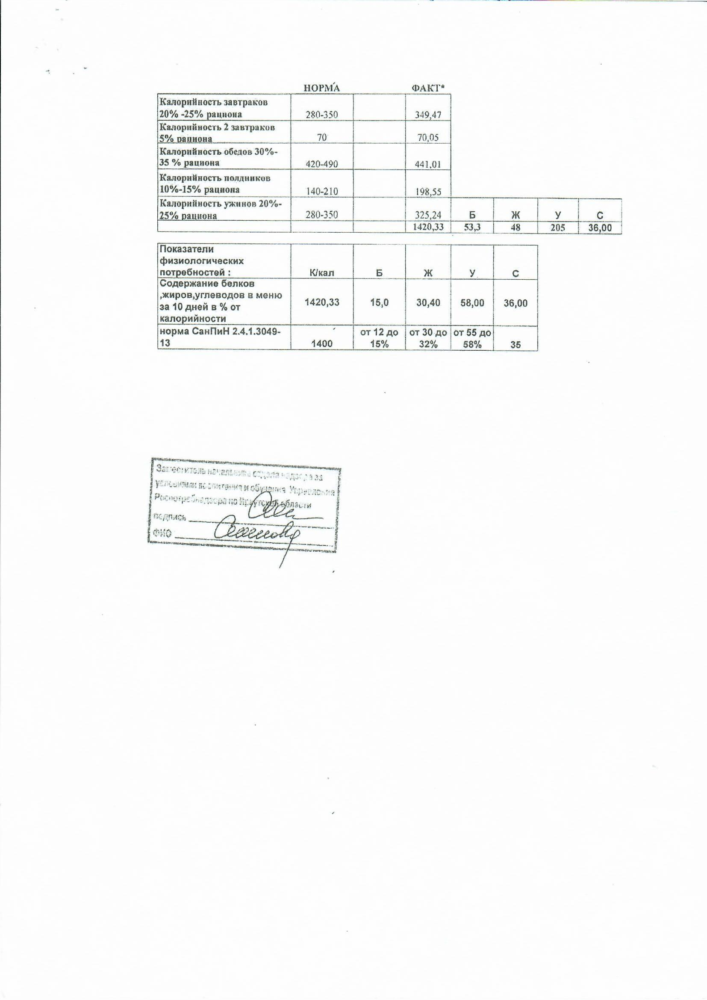 НОРМА ФАКТ*
Калорийность завтраков
20% -25% рациона 280-350 349,47
Калорийность 2 завтраков
5% рациона 70 70,05
Калорийность обедов 30%-
35 % рациона 420-490 441,01
Калорийность полдников
10%-15% рациона 140-210 198,55
Калорийность ужинов 20%-
25% рациона 280-350 325,24 Б Ж У С
1420,33 53,3 48 205 36,00
Показатели
физиологических
потребностей : К/кал Б Ж У С
Содержание белков
,жиров,углеводов в меню
за 10 дней в % от
калорийности 1420,33 15,0 30,40 58,00 36,00
норма СанПиН 2.4.1.3049- от 12 до от 30 до от 55 до
13 1400 15% 32% 58% 35
Заместитель начальника отдела надзора за
условиями воспитания и обучения Управления
Роспотребнадзора по Иркутской области
подпись
ФИО